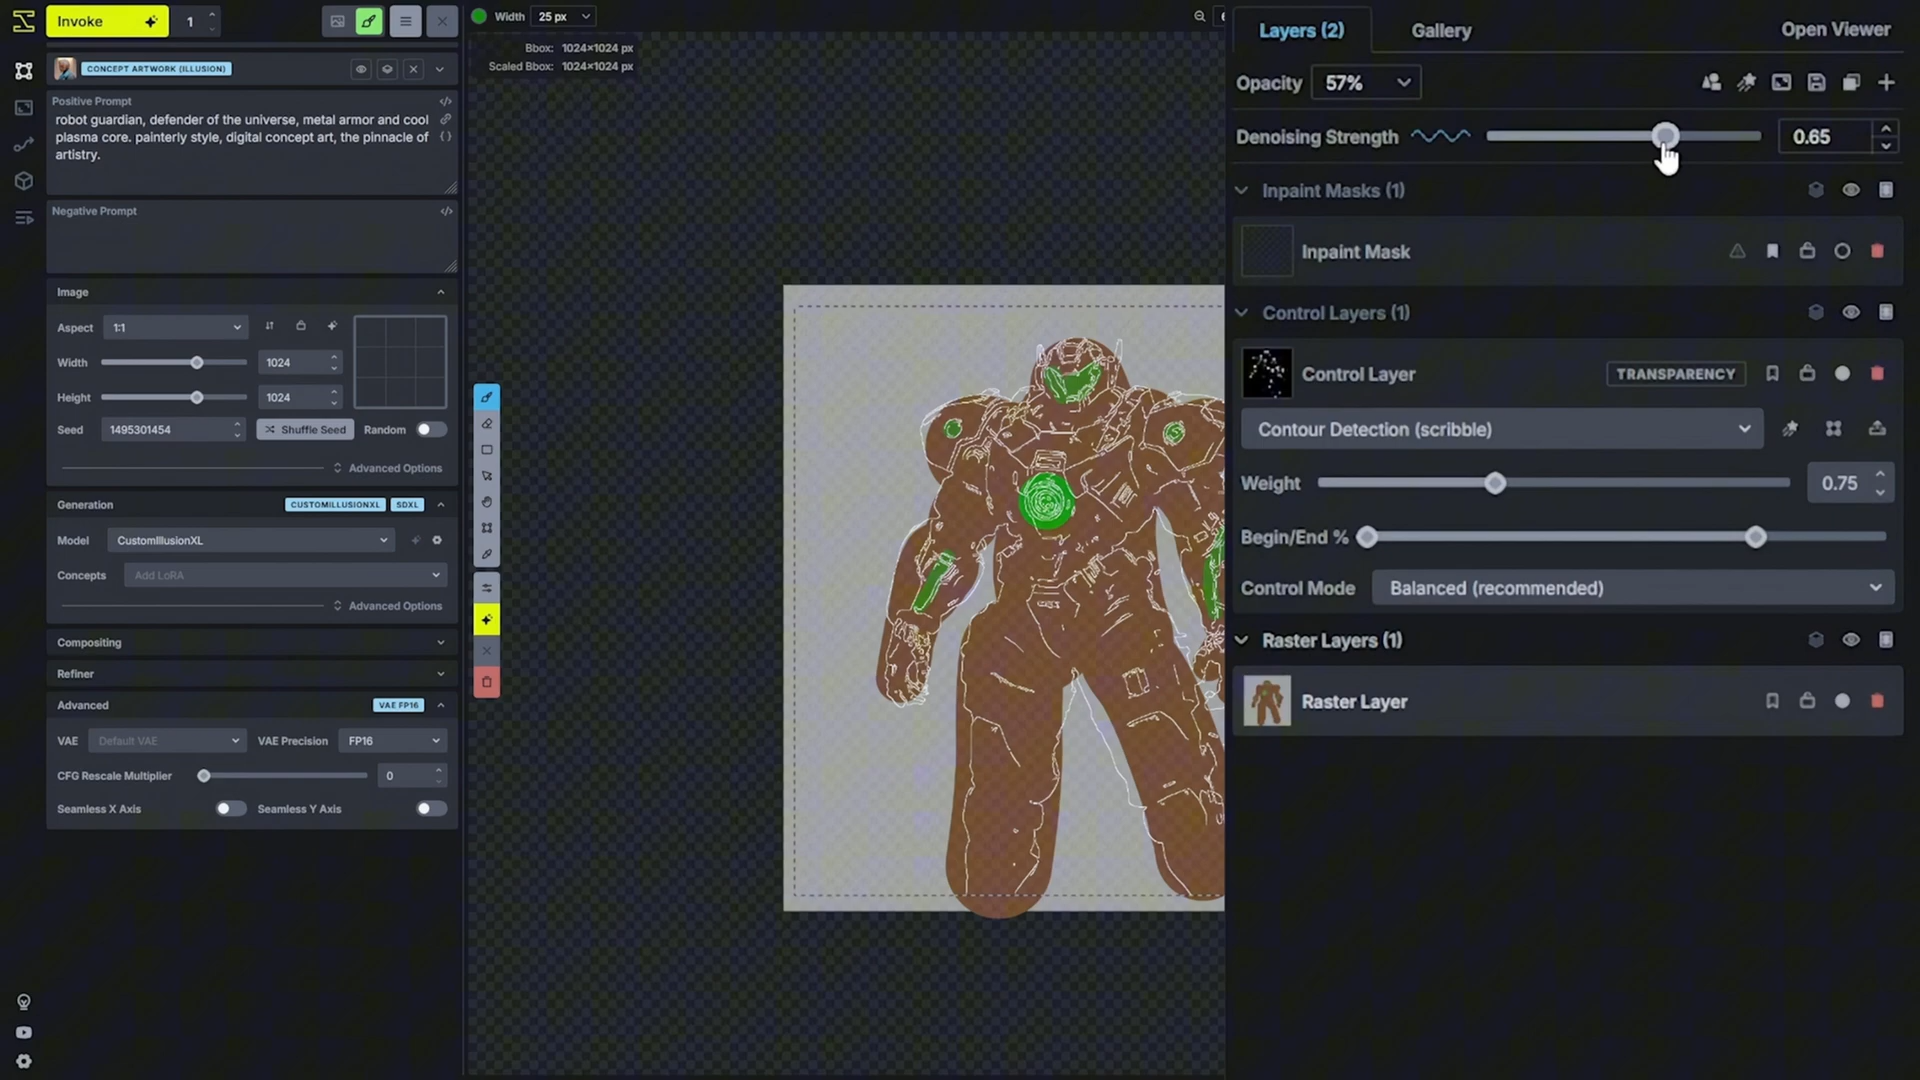 Invoke
1
CONCEPT ARTWORK (ILLUSION)
Positive Prompt
robot guardian, defender of the universe, metal armor and cool
plasma core. painterly style, digital concept art, the pinnacle of
artistry.
Negative Prompt
Image
Aspect 1:1
Width 1024
Height 1024
Seed 1495301454 Shuffle Seed Random
Advanced Options
Generation CUSTOMILLUSIONXL SDXL
Model CustomIllusionXL
Concepts Add LoRA
Advanced Options
Compositing
Refiner
Advanced VAE FP16
VAE Default VAE VAE Precision FP16
CFG Rescale Multiplier 0
Seamless X Axis Seamless Y Axis
Width 25 px
Bbox: 1024×1024 px
Scaled Bbox: 1024×1024 px
Layers (2) Gallery Open Viewer
Opacity 57%
Denoising Strength 0.65
Inpaint Masks (1)
Inpaint Mask
Control Layers (1)
Control Layer TRANSPARENCY
Contour Detection (scribble)
Weight 0.75
Begin/End %
Control Mode Balanced (recommended)
Raster Layers (1)
Raster Layer